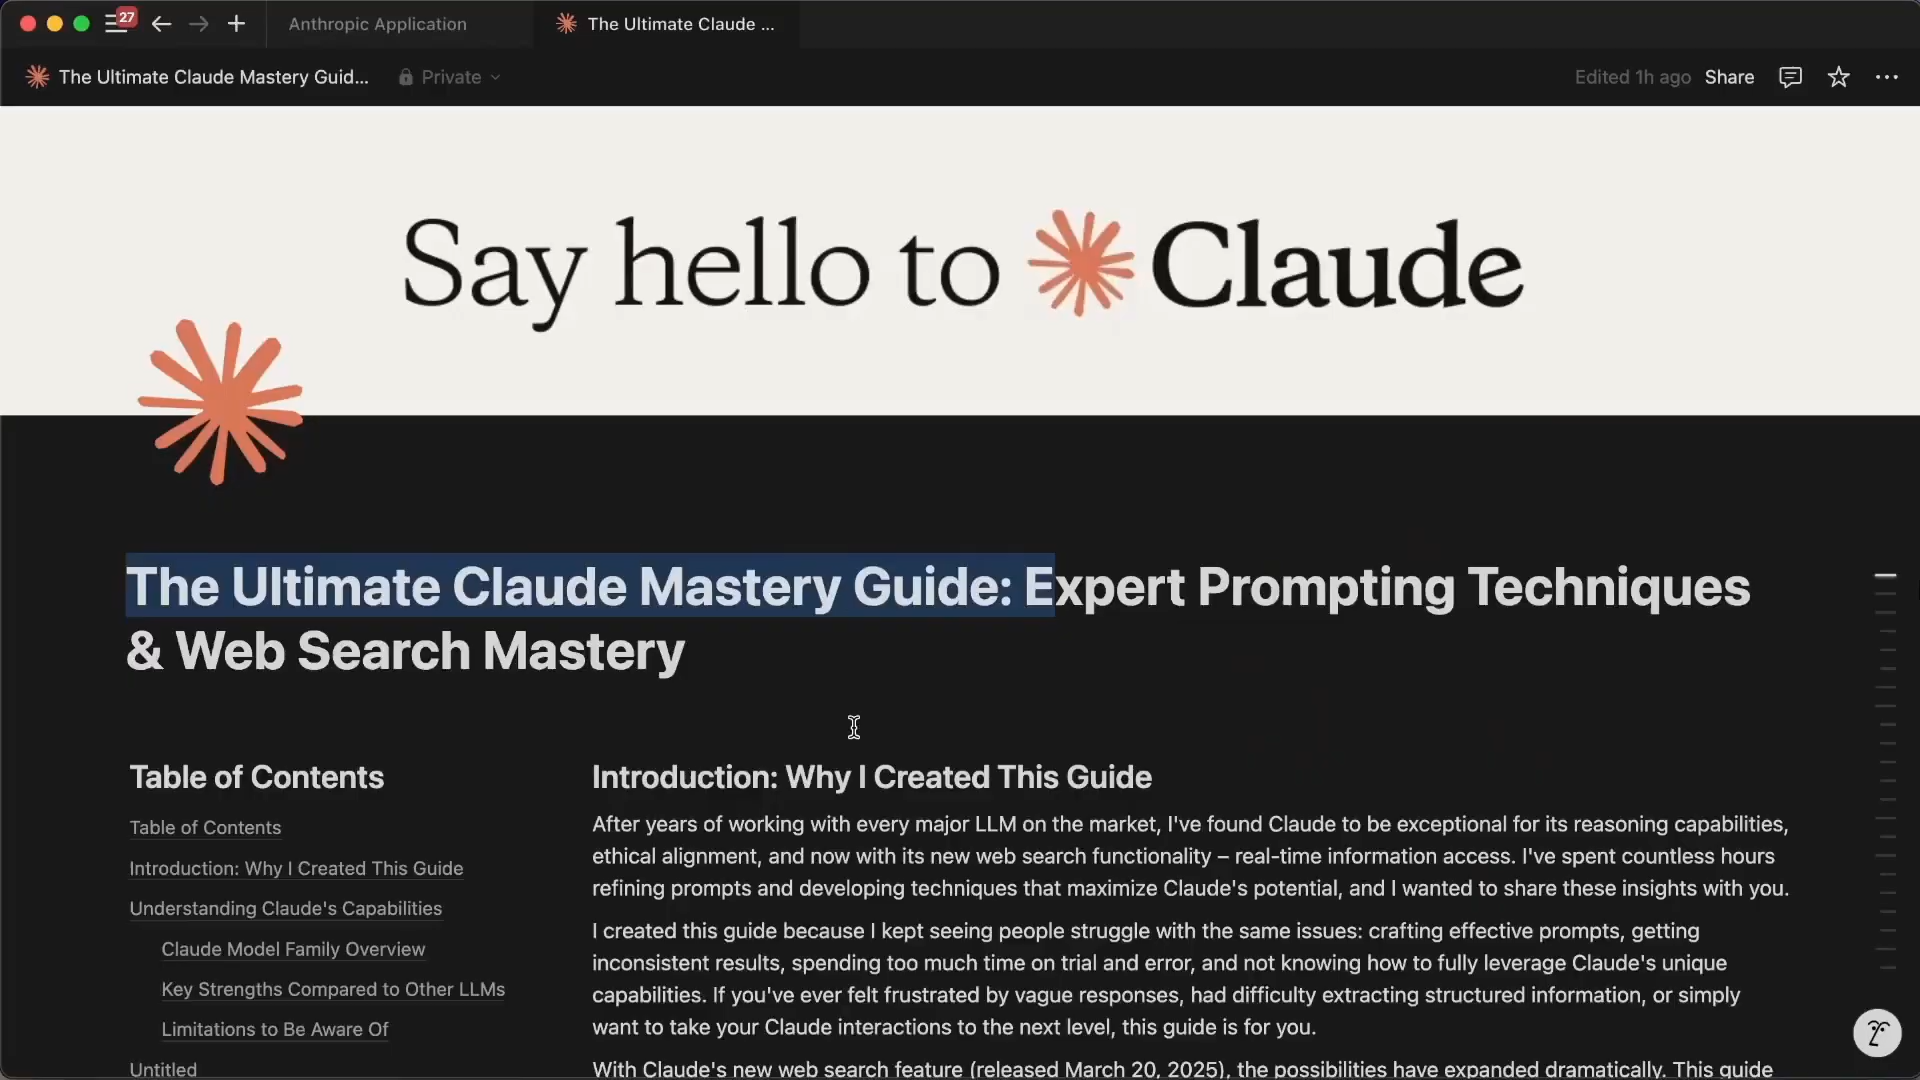 27
Anthropic Application
The Ultimate Claude ...
The Ultimate Claude Mastery Guid...
Private
Edited 1h ago
Share
Say hello to Claude
The Ultimate Claude Mastery Guide: Expert Prompting Techniques
& Web Search Mastery
Table of Contents
Table of Contents
Introduction: Why I Created This Guide
Understanding Claude's Capabilities
Claude Model Family Overview
Key Strengths Compared to Other LLMs
Limitations to Be Aware Of
Untitled
Introduction: Why I Created This Guide
After years of working with every major LLM on the market, I've found Claude to be exceptional for its reasoning capabilities,
ethical alignment, and now with its new web search functionality – real-time information access. I've spent countless hours
refining prompts and developing techniques that maximize Claude's potential, and I wanted to share these insights with you.
I created this guide because I kept seeing people struggle with the same issues: crafting effective prompts, getting
inconsistent results, spending too much time on trial and error, and not knowing how to fully leverage Claude's unique
capabilities. If you've ever felt frustrated by vague responses, had difficulty extracting structured information, or simply
want to take your Claude interactions to the next level, this guide is for you.
With Claude's new web search feature (released March 20, 2025), the possibilities have expanded dramatically. This guide